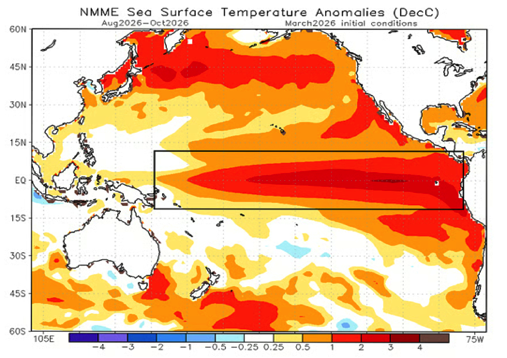 NMME Sea Surface Temperature Anomalies (DecC)
Aug2026-Oct2026 March2026 initial conditions
60N
45N
30N
15N
EQ
15S
30S
45S
60S
105E 75W
-4 -3 -2 -1 -0.5 -0.25 0.25 0.5 1 2 3 4